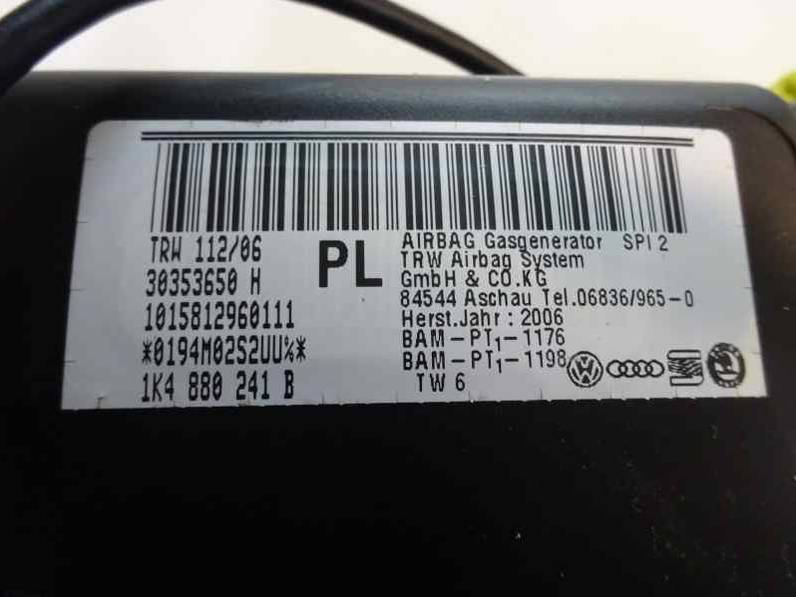 TRW 112/06
30353650 H
1015812960111
*0194M02S2UU%*
1K4 880 241 B
PL
AIRBAG Gasgenerator SPI 2
TRW Airbag System
GmbH & CO.KG
84544 Aschau Tel.06836/965-0
Herst.Jahr : 2006
BAM-PT1-1176
BAM-PT1-1198
TW 6